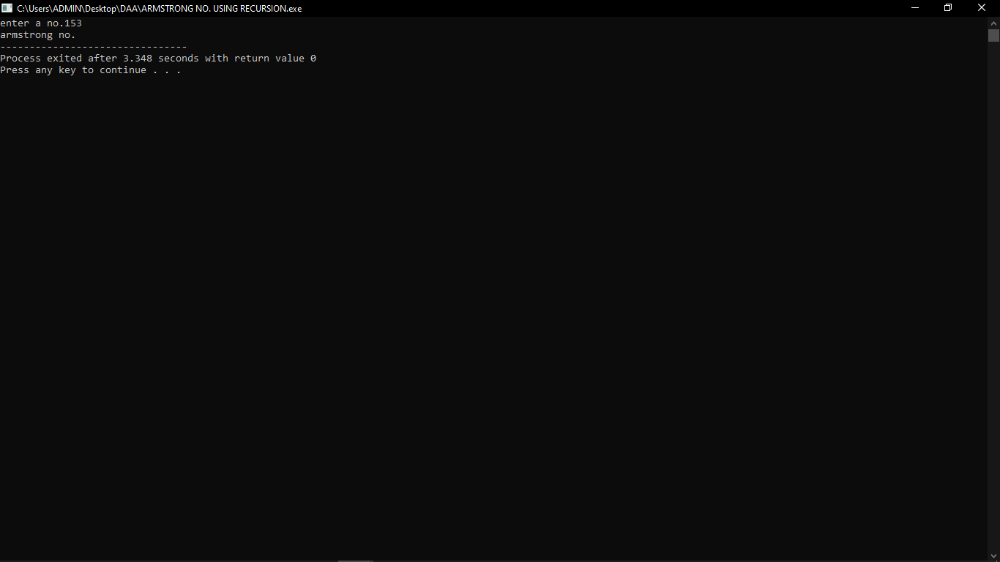 C:\Users\ADMIN\Desktop\DAA\ARMSTRONG NO. USING RECURSION.exe
enter a no.153
armstrong no.
--------------------------------
Process exited after 3.348 seconds with return value 0
Press any key to continue . . .